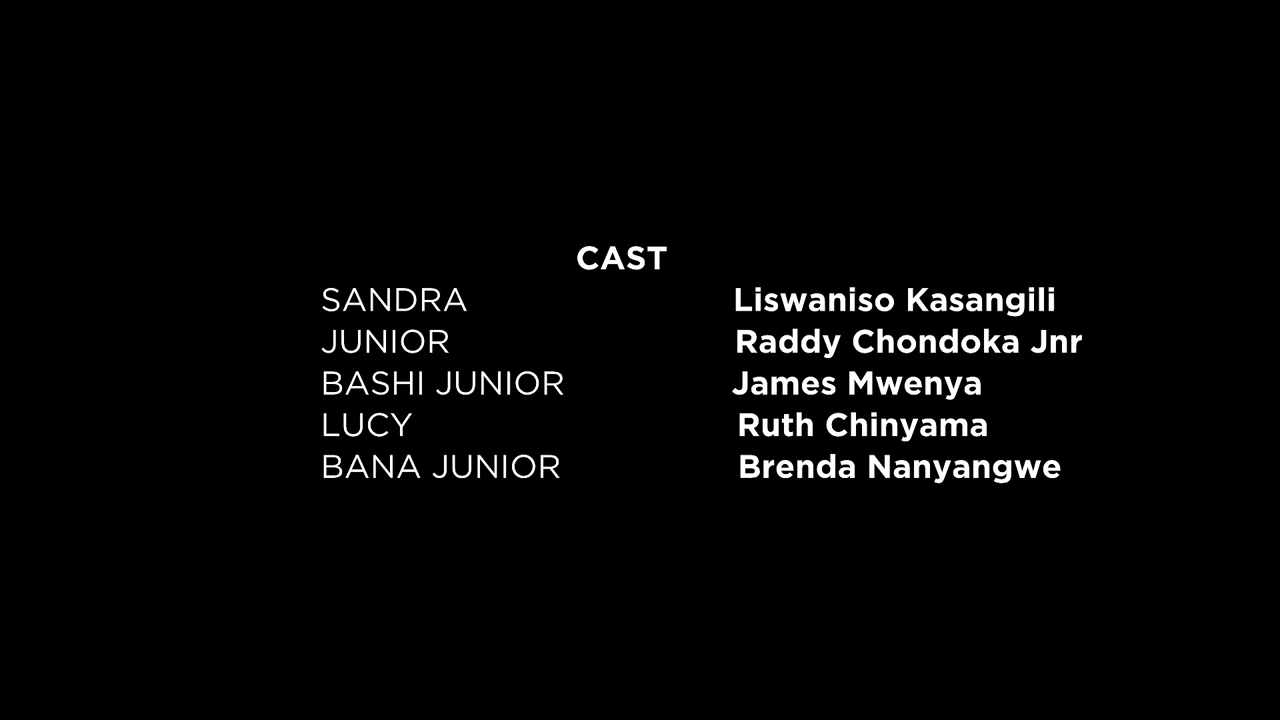 CAST
SANDRA Liswaniso Kasangili
JUNIOR Raddy Chondoka Jnr
BASHI JUNIOR James Mwenya
LUCY Ruth Chinyama
BANA JUNIOR Brenda Nanyangwe